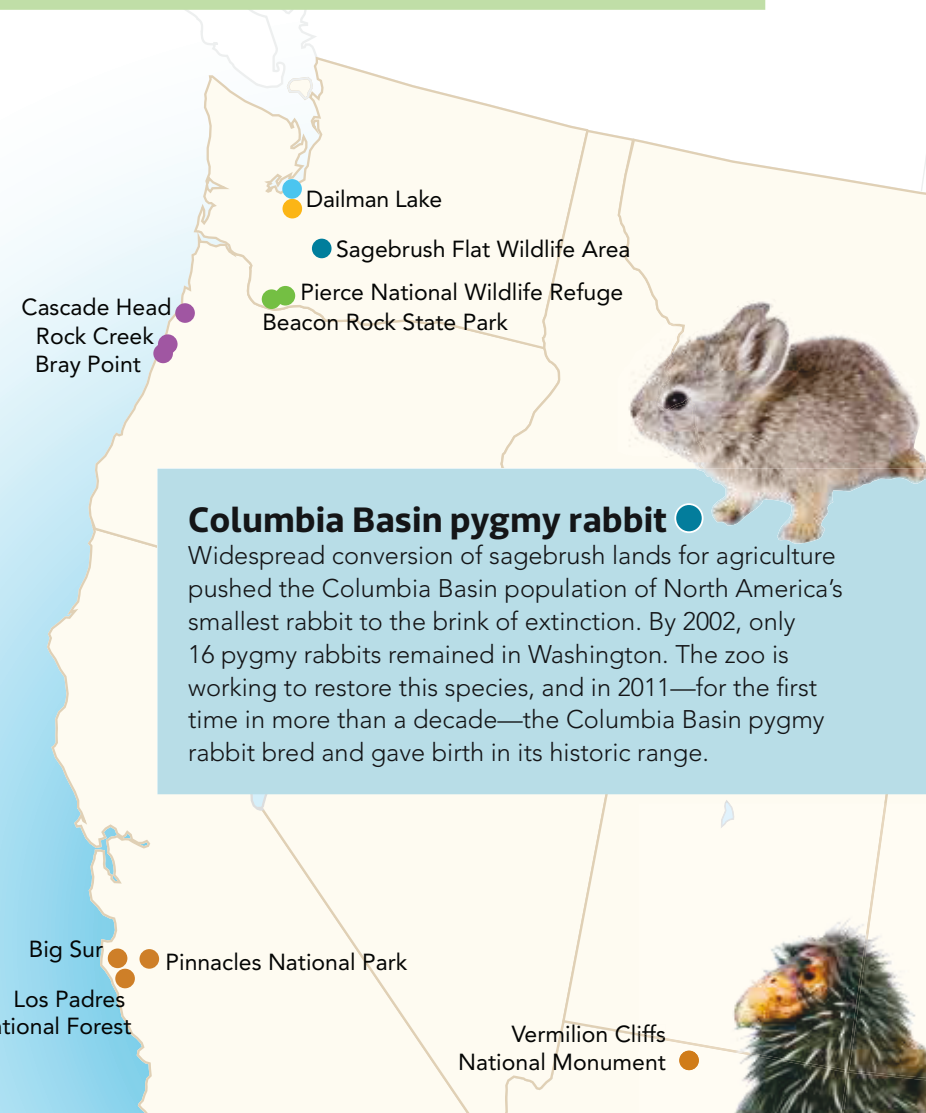 Dailman Lake
Sagebrush Flat Wildlife Area
Pierce National Wildlife Refuge
Beacon Rock State Park
Cascade Head
Rock Creek
Bray Point
Columbia Basin pygmy rabbit
Widespread conversion of sagebrush lands for agriculture
pushed the Columbia Basin population of North America’s
smallest rabbit to the brink of extinction. By 2002, only
16 pygmy rabbits remained in Washington. The zoo is
working to restore this species, and in 2011—for the first
time in more than a decade—the Columbia Basin pygmy
rabbit bred and gave birth in its historic range.
Big Sur
Pinnacles National Park
Los Padres
ational Forest
Vermilion Cliffs
National Monument